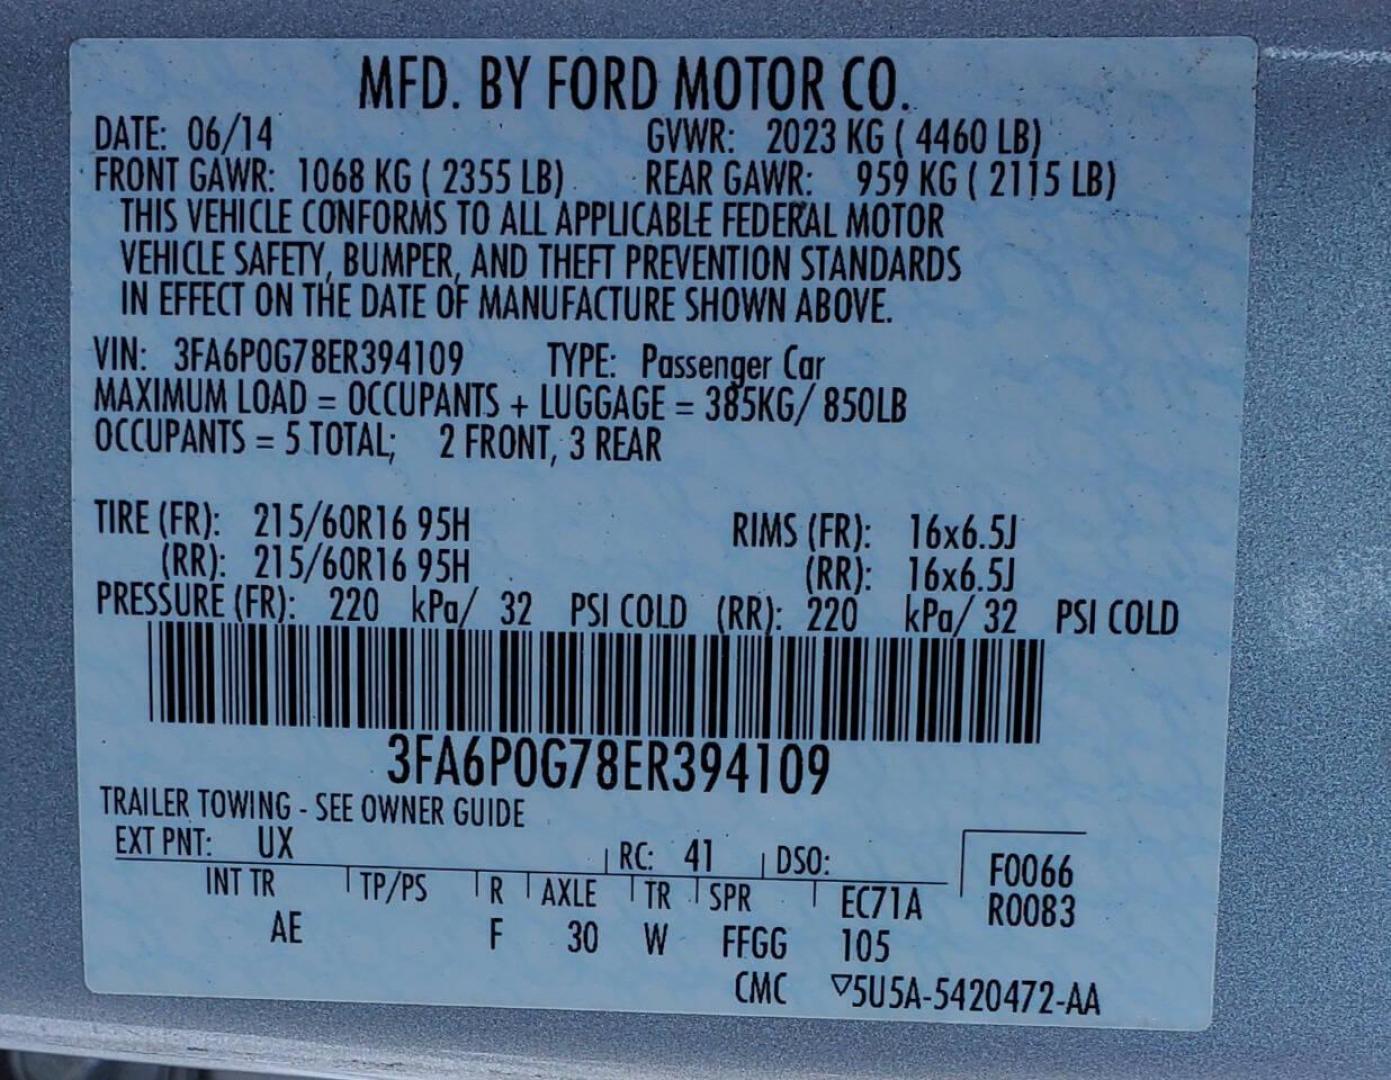 MFD. BY FORD MOTOR CO.
DATE: 06/14 GVWR: 2023 KG ( 4460 LB)
FRONT GAWR: 1068 KG ( 2355 LB) REAR GAWR: 959 KG ( 2115 LB)
THIS VEHICLE CONFORMS TO ALL APPLICABLE FEDERAL MOTOR
VEHICLE SAFETY, BUMPER, AND THEFT PREVENTION STANDARDS
IN EFFECT ON THE DATE OF MANUFACTURE SHOWN ABOVE.
VIN: 3FA6P0G78ER394109 TYPE: Passenger Car
MAXIMUM LOAD = OCCUPANTS + LUGGAGE = 385KG/ 850LB
OCCUPANTS = 5 TOTAL; 2 FRONT, 3 REAR
TIRE (FR): 215/60R16 95H RIMS (FR): 16x6.5J
(RR): 215/60R16 95H (RR): 16x6.5J
PRESSURE (FR): 220 kPa/ 32 PSI COLD (RR): 220 kPa/ 32 PSI COLD
3FA6P0G78ER394109
TRAILER TOWING - SEE OWNER GUIDE
EXT PNT: UX RC: 41 DSO: F0066
INT TR TP/PS R AXLE TR SPR EC71A R0083
AE F 30 W FFGG 105
CMC ▽5U5A-5420472-AA